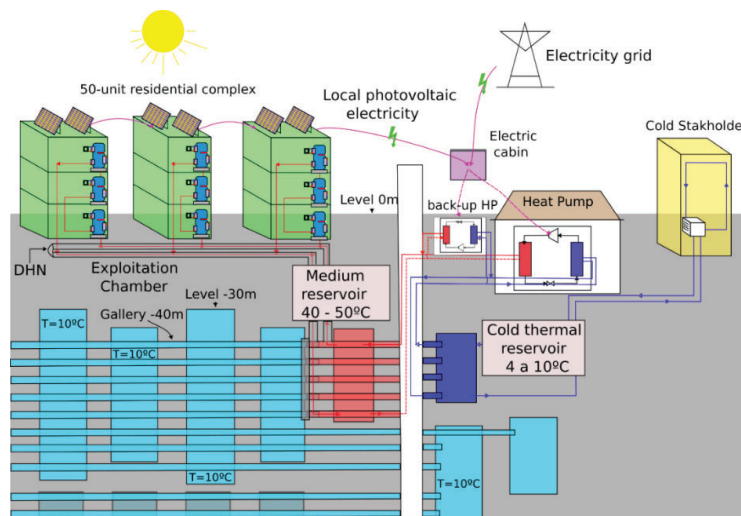 50-unit residential complex
Electricity grid
Local photovoltaic
electricity
Electric
cabin
Cold Stakholde
Level 0m
back-up HP
Heat Pump
DHN
Exploitation
Chamber
Medium
reservoir
40 - 50ºC
Level -30m
Gallery -40m
T=10ºC
T=10ºC
Cold thermal
reservoir
4 a 10ºC
T=10ºC
T=10ºC